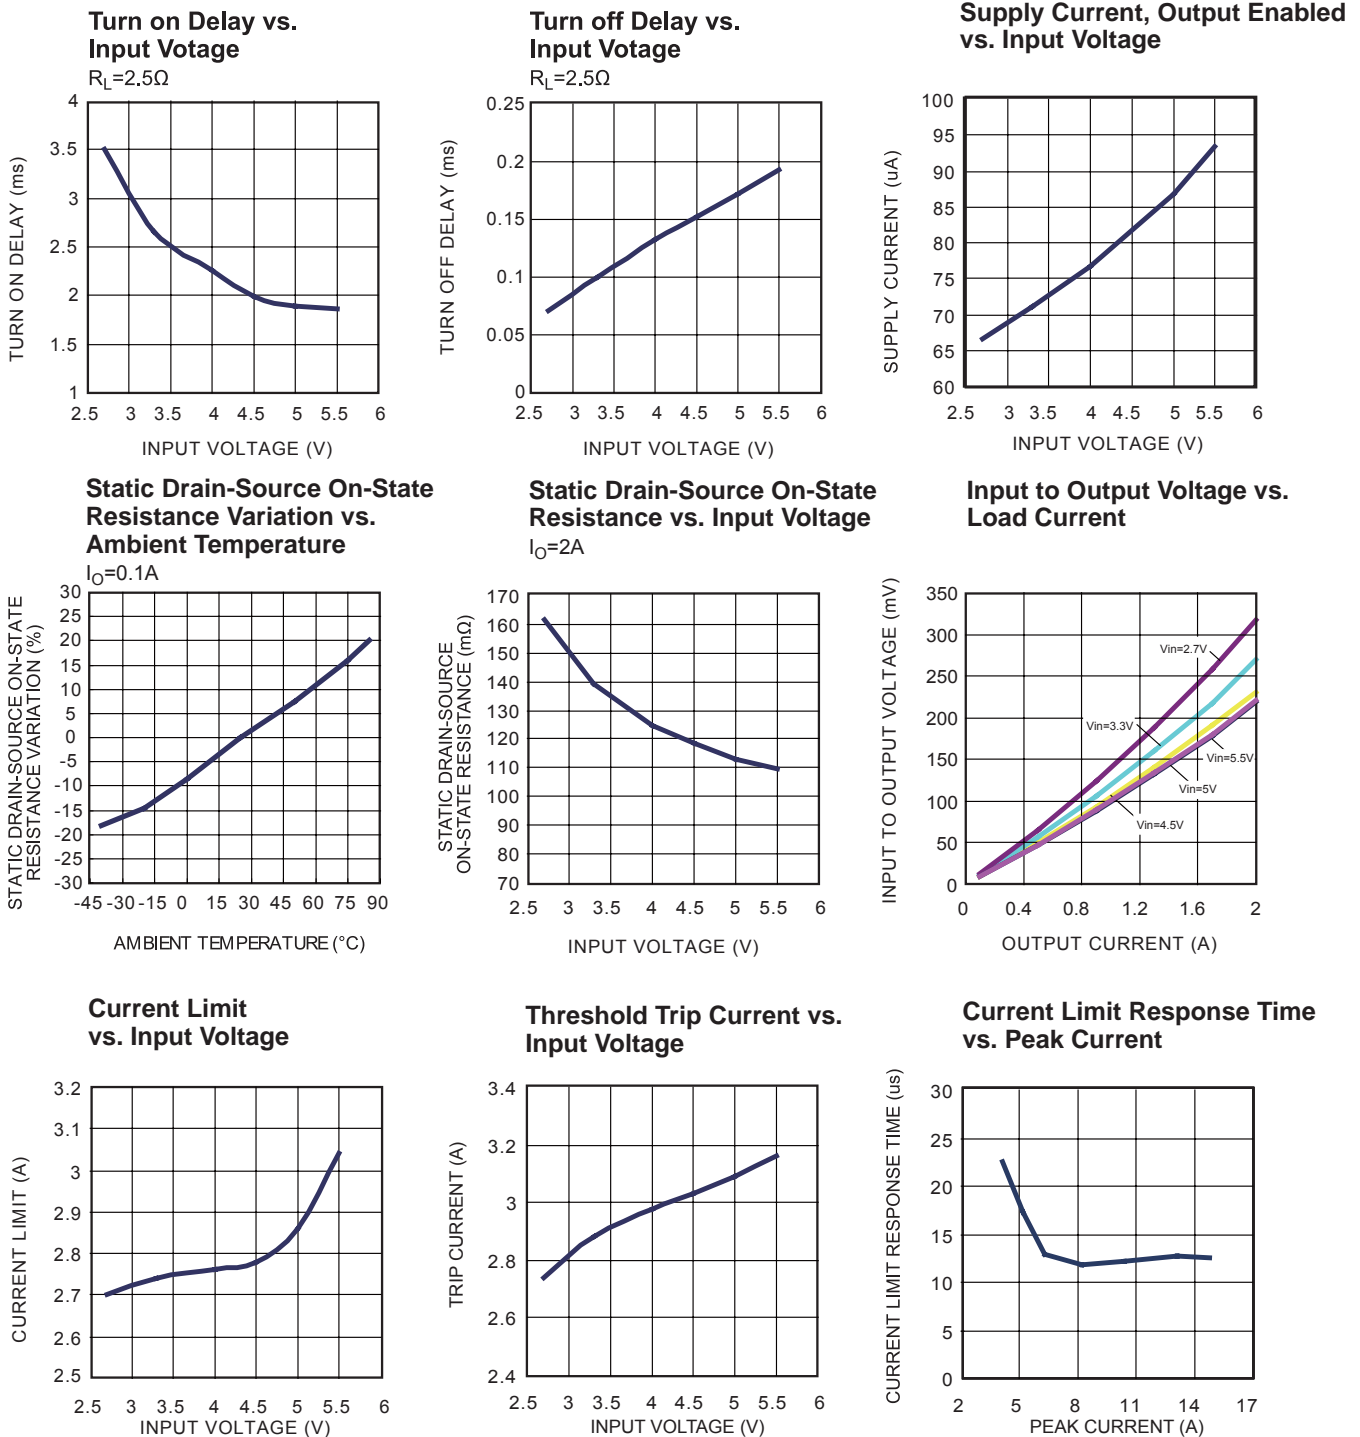 Turn on Delay vs.
Input Votage
RL=2.5Ω
4
3.5
3
2.5
2
1.5
1
TURN ON DELAY (ms)
2.5 3 3.5 4 4.5 5 5.5 6
INPUT VOLTAGE (V)
Turn off Delay vs.
Input Votage
RL=2.5Ω
0.25
0.2
0.15
0.1
0.05
0
TURN OFF DELAY (ms)
2.5 3 3.5 4 4.5 5 5.5 6
INPUT VOLTAGE (V)
Supply Current, Output Enabled
vs. Input Voltage
100
95
90
85
80
75
70
65
60
SUPPLY CURRENT (uA)
2.5 3 3.5 4 4.5 5 5.5 6
INPUT VOLTAGE (V)
Static Drain-Source On-State
Resistance Variation vs.
Ambient Temperature
IO=0.1A
30
25
20
15
10
5
0
-5
-10
-15
-20
-25
-30
STATIC DRAIN-SOURCE ON-STATE
RESISTANCE VARIATION (%)
-45 -30 -15 0 15 30 45 60 75 90
AMBIENT TEMPERATURE (°C)
Static Drain-Source On-State
Resistance vs. Input Voltage
IO=2A
170
160
150
140
130
120
110
100
90
80
70
STATIC DRAIN-SOURCE
ON-STATE RESISTANCE (mΩ)
2.5 3 3.5 4 4.5 5 5.5 6
INPUT VOLTAGE (V)
Input to Output Voltage vs.
Load Current
350
300
250
200
150
100
50
0
INPUT TO OUTPUT VOLTAGE (mV)
Vin=2.7V
Vin=3.3V
Vin=5.5V
Vin=5V
Vin=4.5V
0 0.4 0.8 1.2 1.6 2
OUTPUT CURRENT (A)
Current Limit
vs. Input Voltage
3.2
3.1
3
2.9
2.8
2.7
2.6
2.5
CURRENT LIMIT (A)
2.5 3 3.5 4 4.5 5 5.5 6
INPUT VOLTAGE (V)
Threshold Trip Current vs.
Input Voltage
3.4
3.2
3
2.8
2.6
2.4
TRIP CURRENT (A)
2.5 3 3.5 4 4.5 5 5.5 6
INPUT VOLTAGE (V)
Current Limit Response Time
vs. Peak Current
30
25
20
15
10
5
0
CURRENT LIMIT RESPONSE TIME (us)
2 5 8 11 14 17
PEAK CURRENT (A)